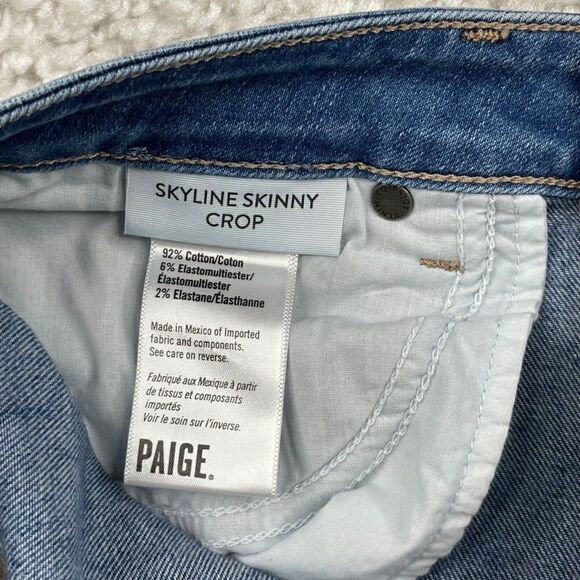 SKYLINE SKINNY
CROP
92% Cotton/Coton
6% Elastomultiester/
Élastomultiester
2% Elastane/Élasthanne
Made in Mexico of Imported
fabric and components.
See care on reverse.
Fabriqué aux Mexique à partir
de tissus et composants
importés
Voir le soin sur l'inverse.
PAIGE®